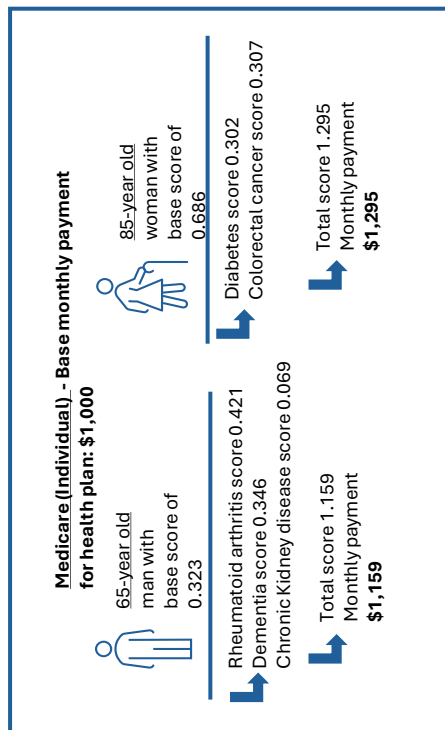 Medicare (Individual) - Base monthly payment
for health plan: $1,000
65-year old
man with
base score of
0.323
Rheumatoid arthritis score 0.421
Dementia score 0.346
Chronic Kidney disease score 0.069
Total score 1.159
Monthly payment
$1,159
85-year old
woman with
base score of
0.686
Diabetes score 0.302
Colorectal cancer score 0.307
Total score 1.295
Monthly payment
$1,295